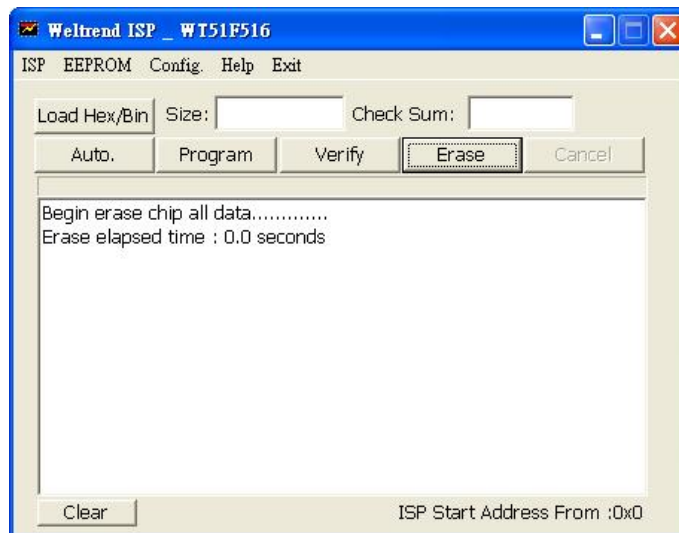 Weltrend ISP _ WT51F516
ISP EEPROM Config. Help Exit
Load Hex/Bin Size: Check Sum:
Auto. Program Verify Erase Cancel
Begin erase chip all data.............
Erase elapsed time : 0.0 seconds
Clear ISP Start Address From :0x0